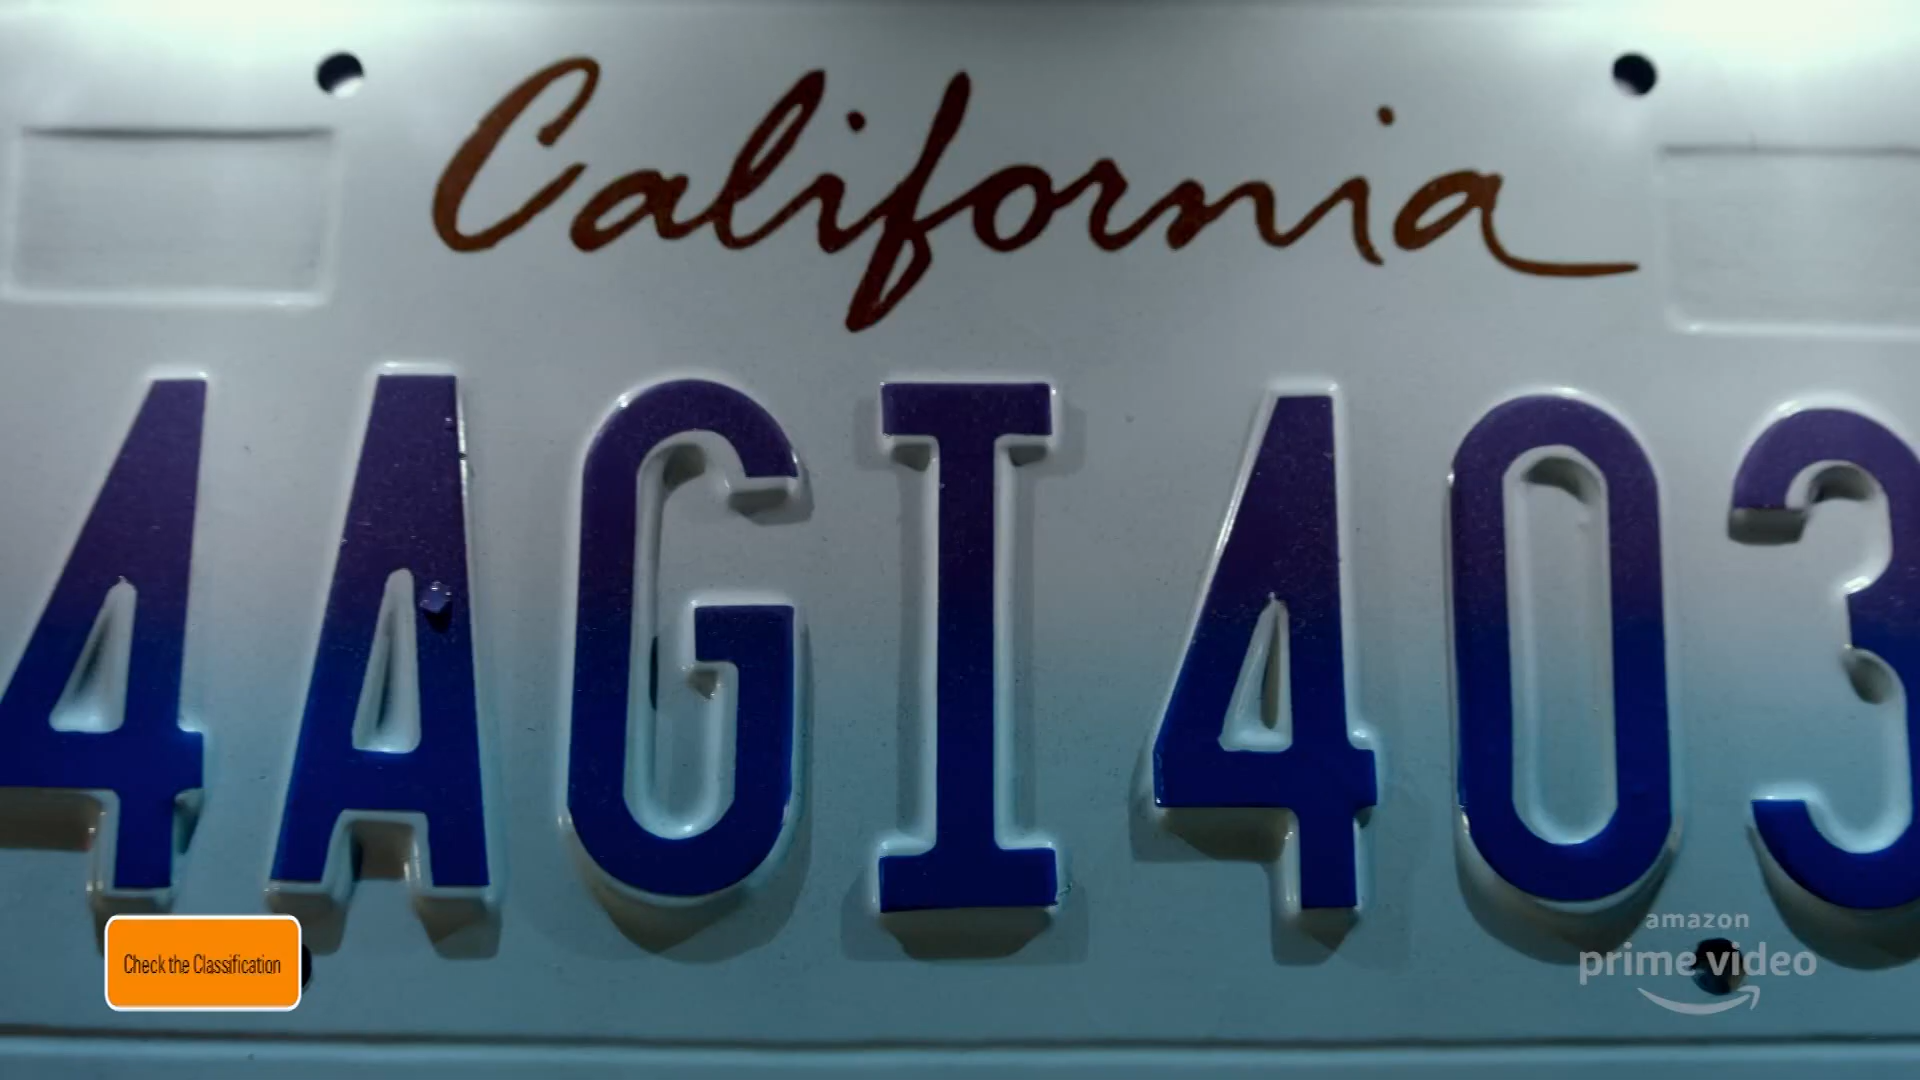 California
4AGI403
Check the Classification
amazon
prime video